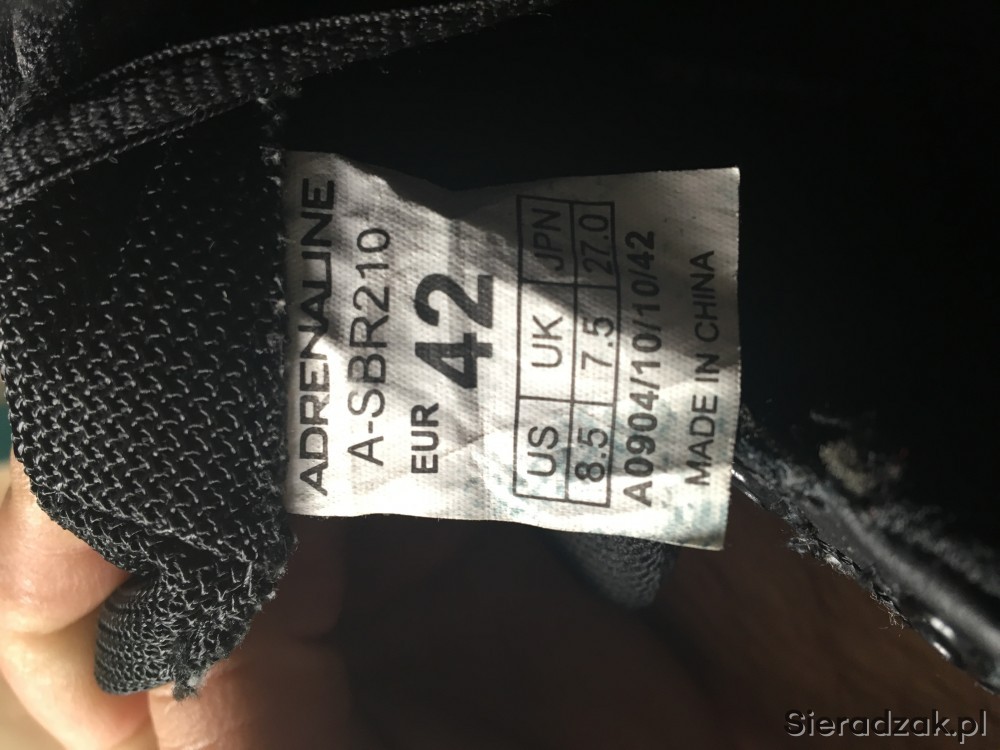 ADRENALINE
A-SBR210
EUR 42
US UK JPN
8.5 7.5 27.0
A0904/10/10/42
MADE IN CHINA
Sieradzak.pl